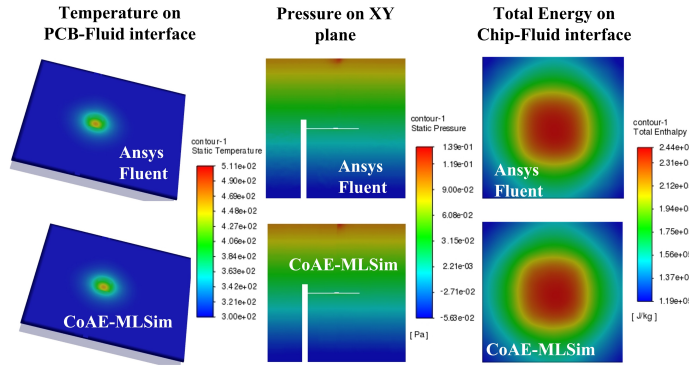 Temperature on
PCB-Fluid interface
Pressure on XY
plane
Total Energy on
Chip-Fluid interface
Ansys
Fluent
contour-1
Static Temperature
5.11e+02
4.90e+02
4.69e+02
4.48e+02
4.27e+02
4.06e+02
3.84e+02
3.63e+02
3.42e+02
3.21e+02
3.00e+02
CoAE-MLSim
Ansys
Fluent
contour-1
Static Pressure
1.39e-01
1.19e-01
9.00e-02
6.08e-02
3.15e-02
2.21e-03
-2.71e-02
-5.63e-02
[ Pa ]
CoAE-MLSim
Ansys
Fluent
contour-1
Total Enthalpy
2.44e+0
2.31e+0
2.12e+0
1.94e+0
1.75e+0
1.56e+0
1.37e+0
1.19e+0
[ J/kg ]
CoAE-MLSim